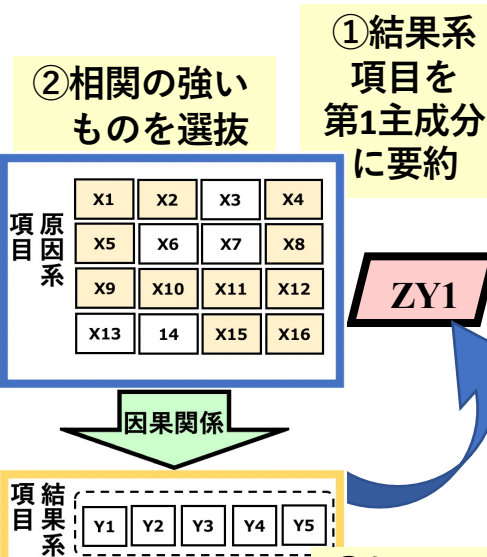 ①結果系
項目を
第1主成分
に要約
②相関の強い
ものを選抜
原因系
項目
X1 X2 X3 X4
X5 X6 X7 X8
X9 X10 X11 X12
X13 14 X15 X16
ZY1
因果関係
結果系
項目
Y1 Y2 Y3 Y4 Y5